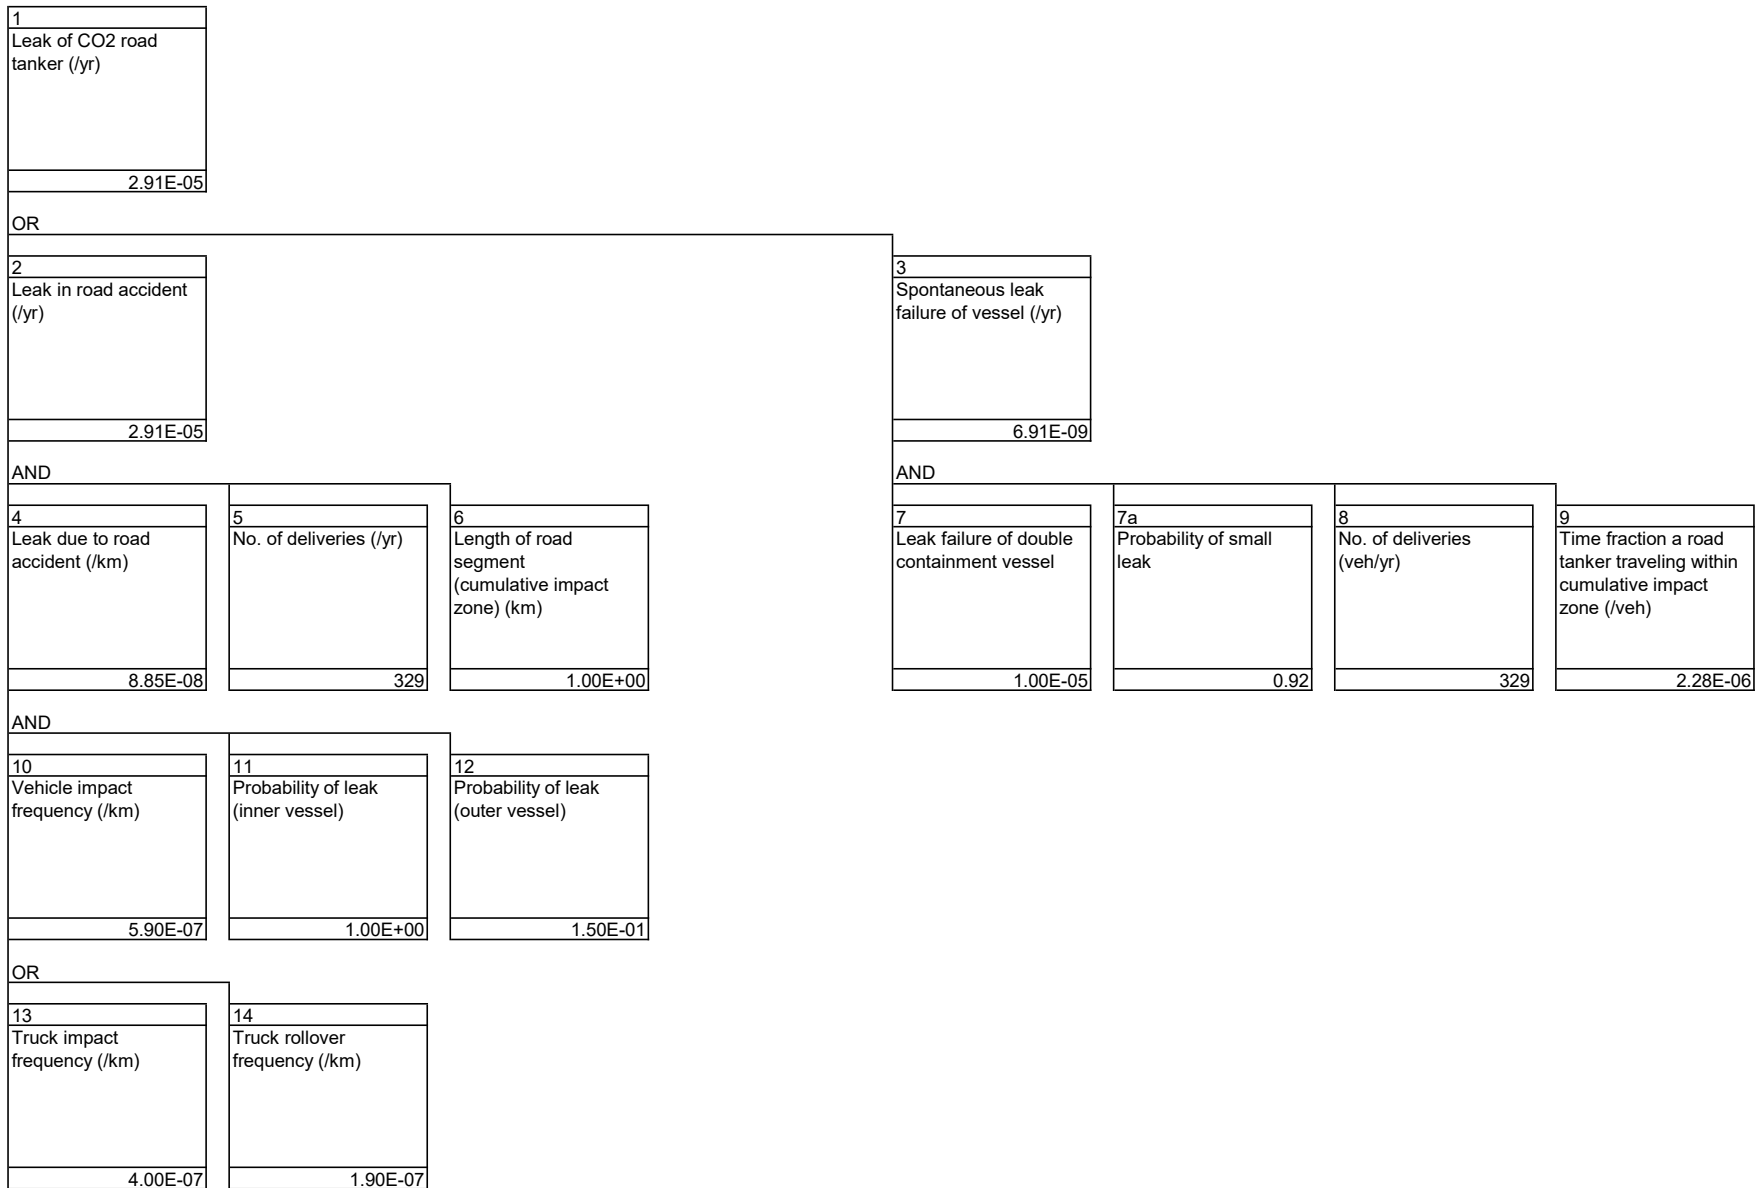 1
Leak of CO2 road
tanker (/yr)
2.91E-05
OR
2
Leak in road accident
(/yr)
2.91E-05
3
Spontaneous leak
failure of vessel (/yr)
6.91E-09
AND
4
Leak due to road
accident (/km)
8.85E-08
5
No. of deliveries (/yr)
329
6
Length of road
segment
(cumulative impact
zone) (km)
1.00E+00
AND
7
Leak failure of double
containment vessel
1.00E-05
7a
Probability of small
leak
0.92
8
No. of deliveries
(veh/yr)
329
9
Time fraction a road
tanker traveling within
cumulative impact
zone (/veh)
2.28E-06
AND
10
Vehicle impact
frequency (/km)
5.90E-07
11
Probability of leak
(inner vessel)
1.00E+00
12
Probability of leak
(outer vessel)
1.50E-01
OR
13
Truck impact
frequency (/km)
4.00E-07
14
Truck rollover
frequency (/km)
1.90E-07